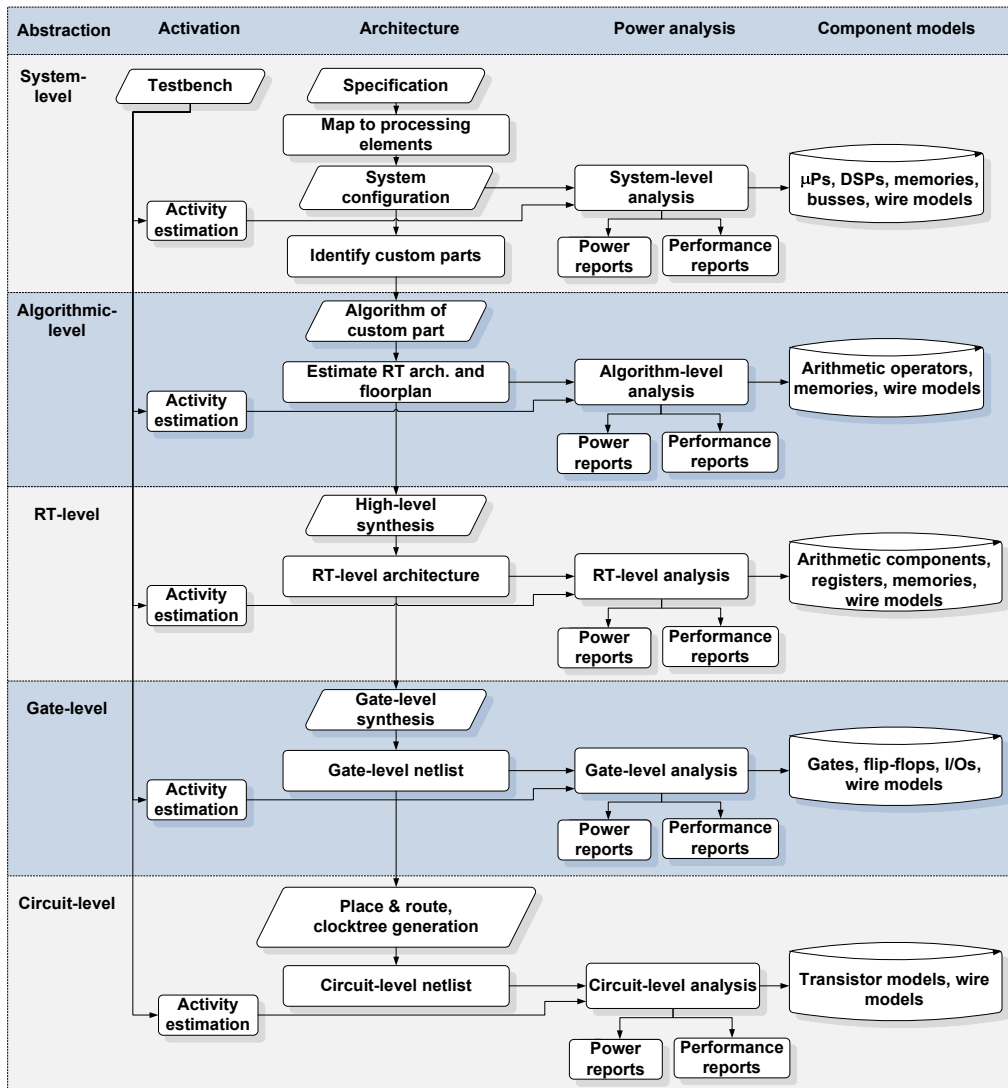 Abstraction
Activation
Architecture
Power analysis
Component models
System-
level
Testbench
Specification
Map to processing
elements
System
configuration
System-level
analysis
μPs, DSPs, memories,
busses, wire models
Activity
estimation
Power
reports
Performance
reports
Identify custom parts
Algorithmic-
level
Algorithm of
custom part
Estimate RT arch. and
floorplan
Algorithm-level
analysis
Arithmetic operators,
memories, wire models
Activity
estimation
Power
reports
Performance
reports
RT-level
High-level
synthesis
RT-level architecture
RT-level analysis
Arithmetic components,
registers, memories,
wire models
Activity
estimation
Power
reports
Performance
reports
Gate-level
Gate-level
synthesis
Gate-level netlist
Gate-level analysis
Gates, flip-flops, I/Os,
wire models
Activity
estimation
Power
reports
Performance
reports
Circuit-level
Place & route,
clocktree generation
Circuit-level netlist
Circuit-level analysis
Transistor models, wire
models
Activity
estimation
Power
reports
Performance
reports